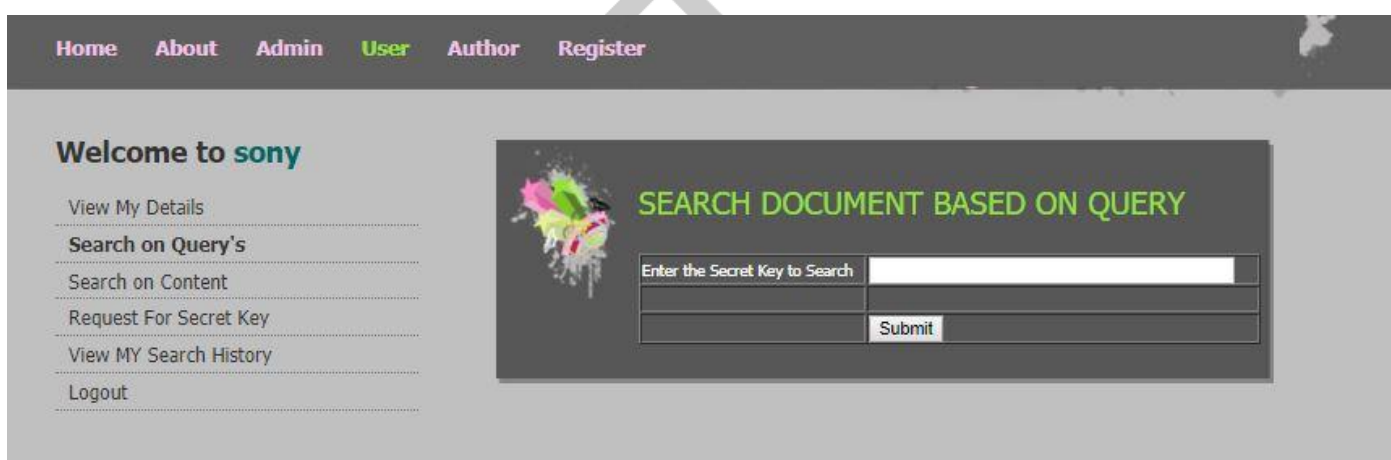 Home About Admin User Author Register
Welcome to sony
View My Details
Search on Query's
Search on Content
Request For Secret Key
View MY Search History
Logout
SEARCH DOCUMENT BASED ON QUERY
Enter the Secret Key to Search
Submit